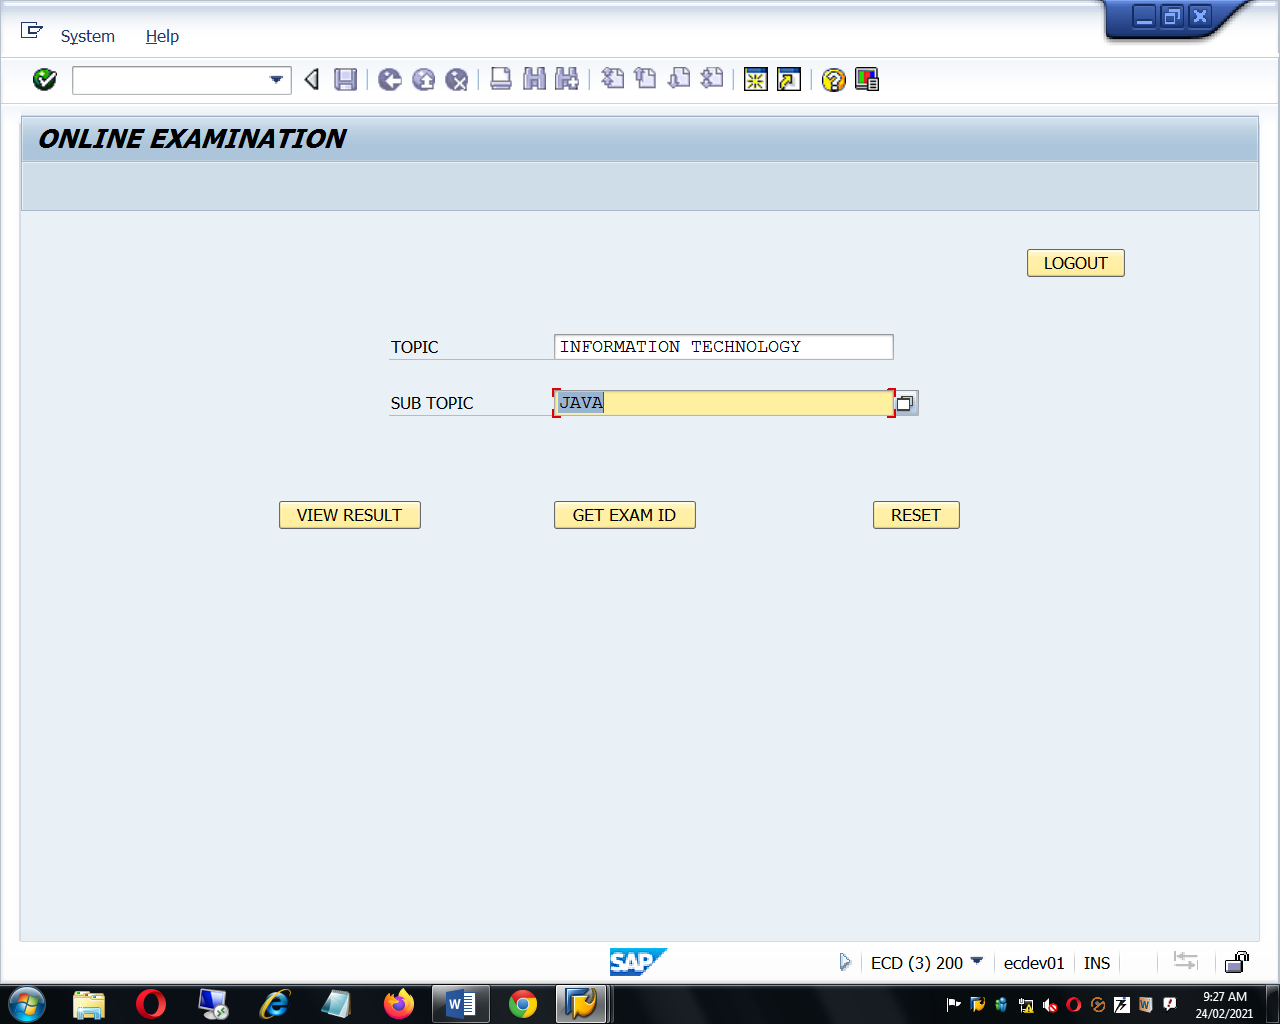 System Help
ONLINE EXAMINATION
LOGOUT
TOPIC INFORMATION TECHNOLOGY
SUB TOPIC JAVA
VIEW RESULT GET EXAM ID RESET
SAP ECD (3) 200 ecdev01 INS
9:27 AM
24/02/2021